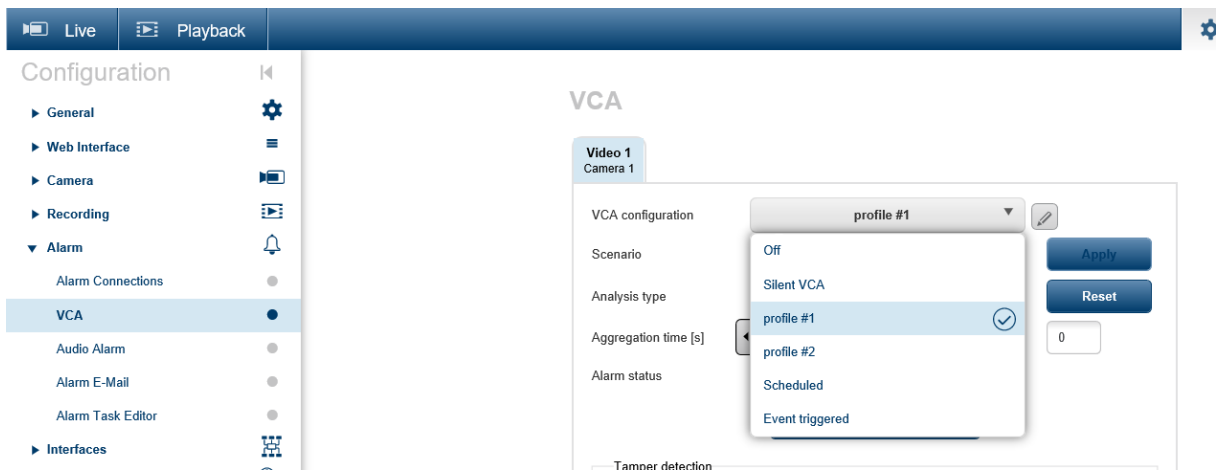 Live
Playback
Configuration
General
Web Interface
Camera
Recording
Alarm
Alarm Connections
VCA
Audio Alarm
Alarm E-Mail
Alarm Task Editor
Interfaces
VCA
Video 1
Camera 1
VCA configuration
profile #1
Scenario
Apply
Analysis type
Reset
Aggregation time [s]
0
Alarm status
Off
Silent VCA
profile #1
profile #2
Scheduled
Event triggered
Tamper detection